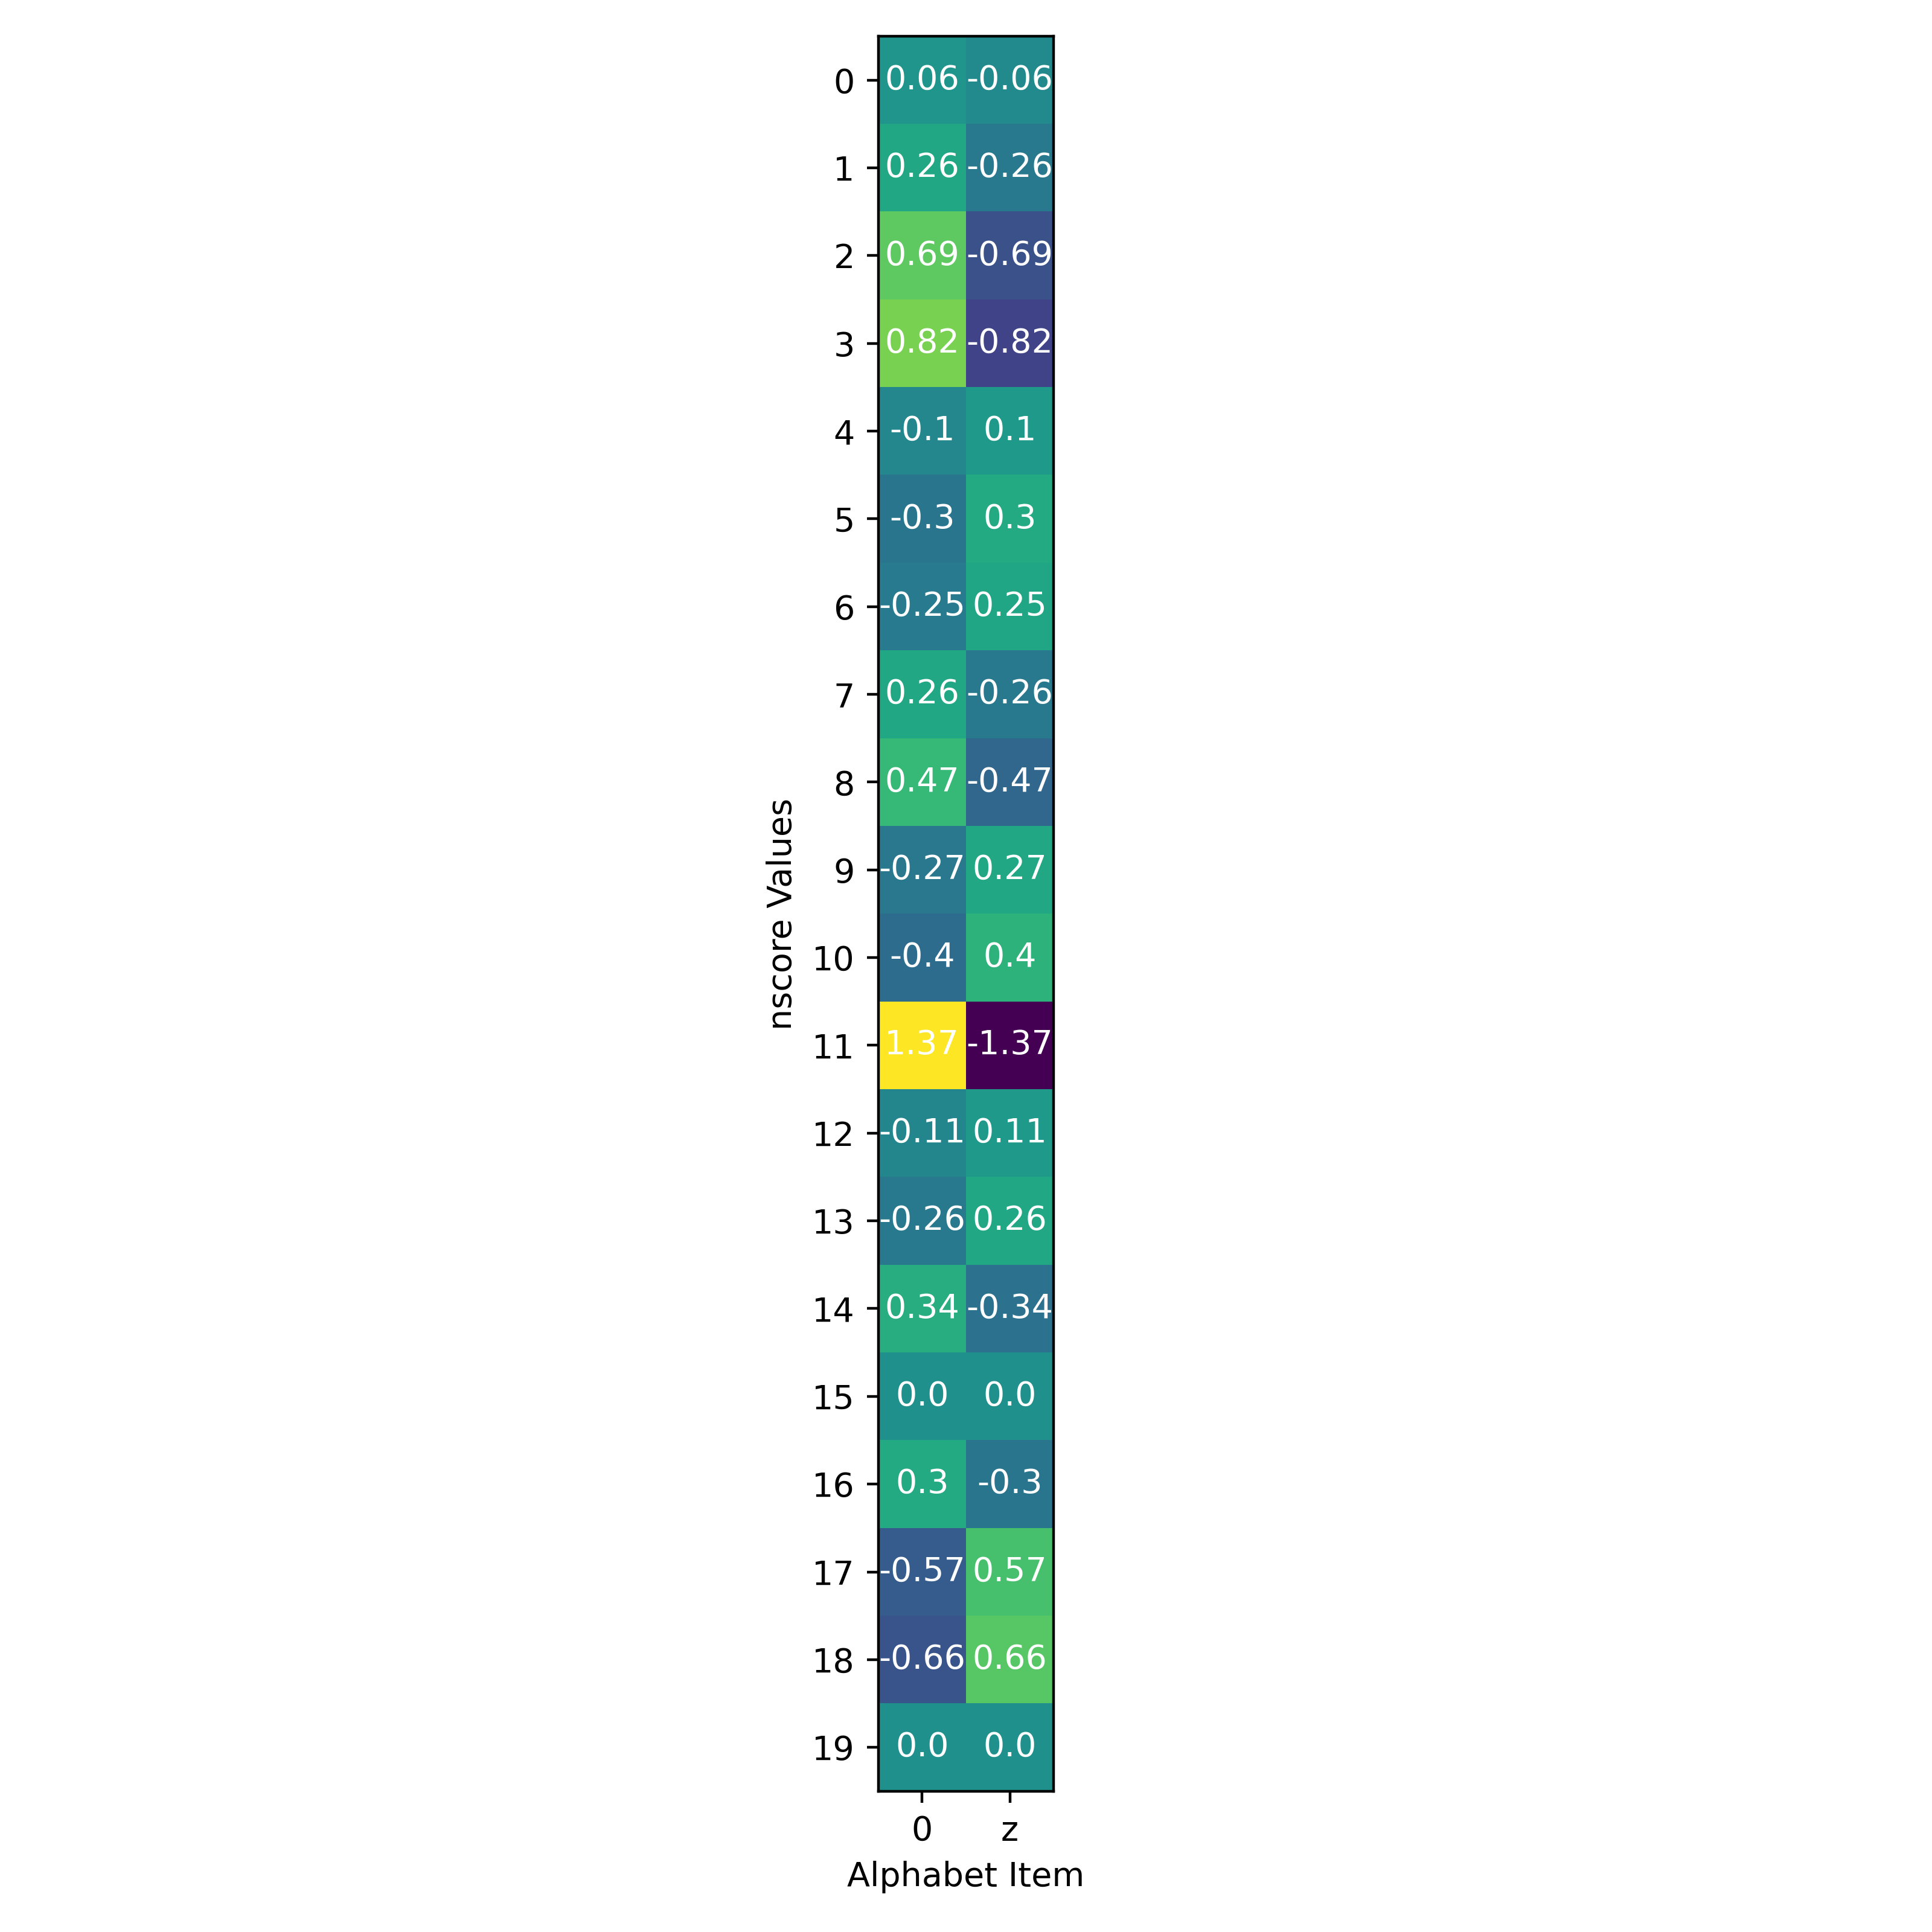 0 0.06 -0.06
1 0.26 -0.26
2 0.69 -0.69
3 0.82 -0.82
4 -0.1 0.1
5 -0.3 0.3
6 -0.25 0.25
7 0.26 -0.26
8 0.47 -0.47
9 -0.27 0.27
10 -0.4 0.4
11 1.37 -1.37
12 -0.11 0.11
13 -0.26 0.26
14 0.34 -0.34
15 0.0 0.0
16 0.3 -0.3
17 -0.57 0.57
18 -0.66 0.66
19 0.0 0.0
nscore Values
0 z
Alphabet Item